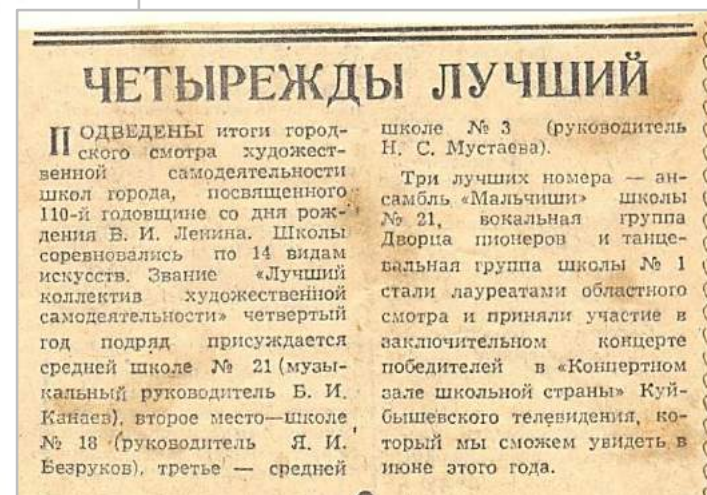 ЧЕТЫРЕЖДЫ ЛУЧШИЙ
ПОДВЕДЕНЫ итоги город-
ского смотра художест-
венной самодеятельности
школ города, посвященного
110-й годовщине со дня рож-
дения В. И. Ленина. Школы
соревновались по 14 видам
искусств. Звание «Лучший
коллектив художественной
самодеятельности» четвертый
год подряд присуждается
средней школе № 21 (музы-
кальный руководитель Б. И.
Канаев), второе место—школе
№ 18 (руководитель Я. И.
Безруков), третье — средней
школе № 3 (руководитель
Н. С. Мустаева).
Три лучших номера — ан-
самбль «Мальчиши» школы
№ 21, вокальная группа
Дворца пионеров и танце-
вальная группа школы № 1
стали лауреатами областного
смотра и приняли участие в
заключительном концерте
победителей в «Концертном
зале школьной страны» Куй-
бышевского телевидения, ко-
торый мы сможем увидеть в
июне этого года.